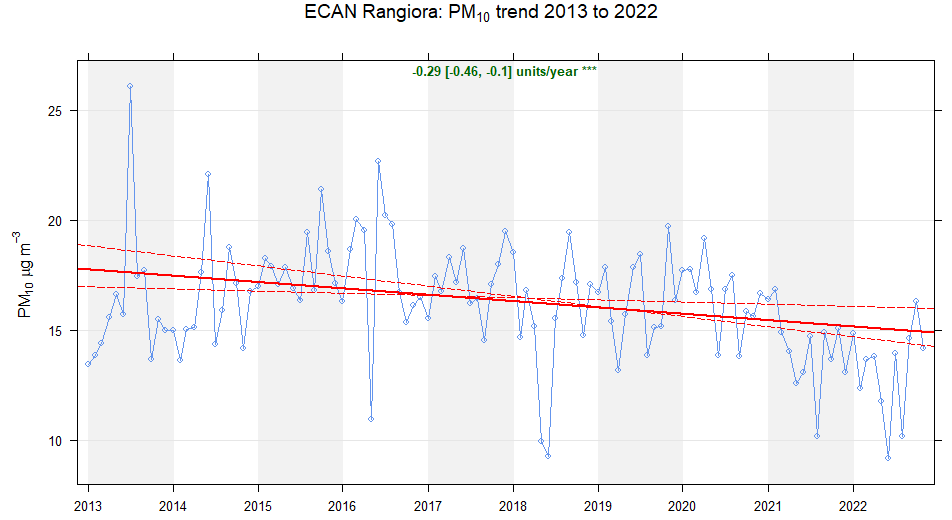 ECAN Rangiora: PM₁₀ trend 2013 to 2022
-0.29 [-0.46, -0.1] units/year ***
PM₁₀ µg m⁻³
25
20
15
10
2013 2014 2015 2016 2017 2018 2019 2020 2021 2022